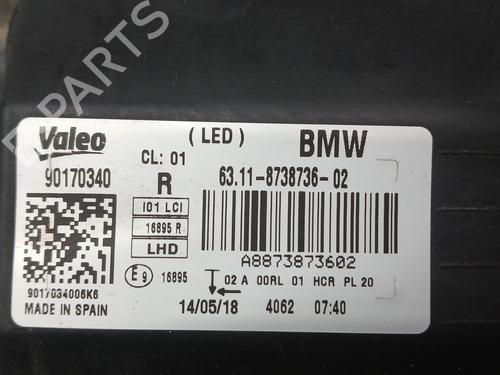 Valeo
(LED)
BMW
CL: 01
90170340
R
63.11-8738736-02
I01 LCI
16895 R
LHD
A8873873602
E9 16895
02 A 00RL 01 HCR PL 20
9017034006K6
MADE IN SPAIN
14/05/18 4062 07:40
B-PARTS